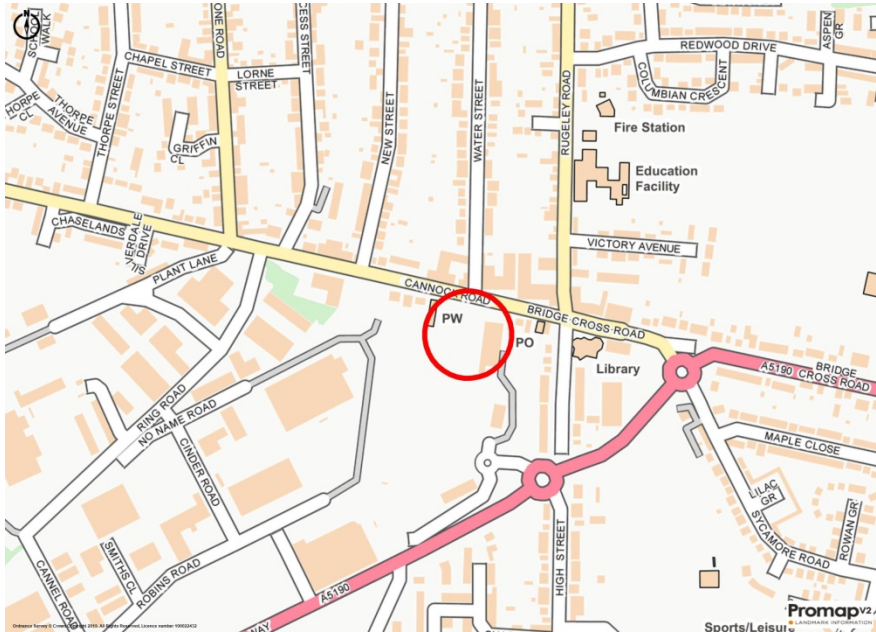 WALK
CHAPEL STREET
LORNE
STREET
THORPE
AVENUE
THORPE STREET
GRIFFIN
CL
NEW STREET
WATER STREET
RUGELEY ROAD
REDWOOD DRIVE
ASPEN
GR
COLUMBIAN CRESCENT
Fire Station
Education
Facility
VICTORY AVENUE
CHASELANDS
DRIVE
PLANT LANE
CANNOCK ROAD
BRIDGE CROSS ROAD
PW
PO
Library
A5190
BRIDGE
CROSS ROAD
RING ROAD
NO NAME ROAD
CINDER ROAD
MAPLE CLOSE
LILAC
GR
ROWAN GR
SYCAMORE ROAD
SMITHS CL
ROBINS ROAD
CANNEL ROAD
HIGH STREET
A5190
WAY
Promap V2
LANDMARK INFORMATION